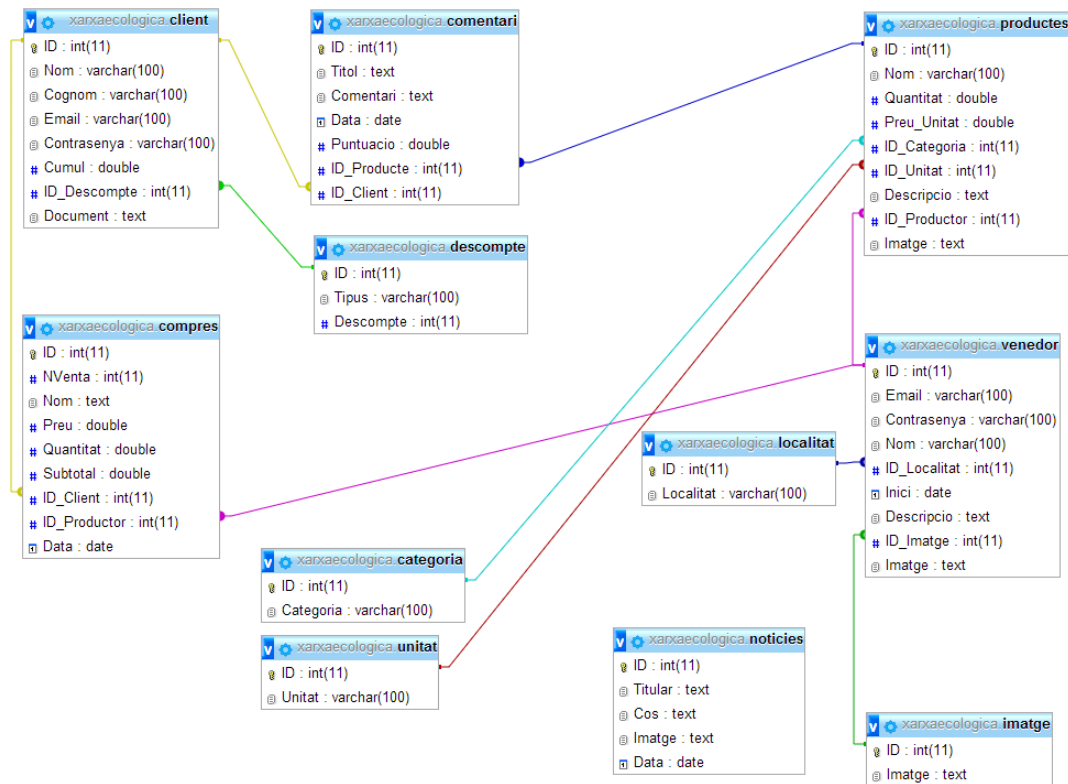 xarxaecologica.client
ID : int(11)
Nom : varchar(100)
Cognom : varchar(100)
Email : varchar(100)
Contrasenya : varchar(100)
Cumul : double
ID_Descompte : int(11)
Document : text
xarxaecologica.comentari
ID : int(11)
Titol : text
Comentari : text
Data : date
Puntuacio : double
ID_Producte : int(11)
ID_Client : int(11)
xarxaecologica.productes
ID : int(11)
Nom : varchar(100)
Quantitat : double
Preu_Unitat : double
ID_Categoria : int(11)
ID_Unitat : int(11)
Descripcio : text
ID_Productor : int(11)
Imatge : text
xarxaecologica.descompte
ID : int(11)
Tipus : varchar(100)
Descompte : int(11)
xarxaecologica.compres
ID : int(11)
NVenta : int(11)
Nom : text
Preu : double
Quantitat : double
Subtotal : double
ID_Client : int(11)
ID_Productor : int(11)
Data : date
xarxaecologica.venedor
ID : int(11)
Email : varchar(100)
Contrasenya : varchar(100)
Nom : varchar(100)
ID_Localitat : int(11)
Inici : date
Descripcio : text
ID_Imatge : int(11)
Imatge : text
xarxaecologica.localitat
ID : int(11)
Localitat : varchar(100)
xarxaecologica.categoria
ID : int(11)
Categoria : varchar(100)
xarxaecologica.unitat
ID : int(11)
Unitat : varchar(100)
xarxaecologica.noticies
ID : int(11)
Titular : text
Cos : text
Imatge : text
Data : date
xarxaecologica.imatge
ID : int(11)
Imatge : text